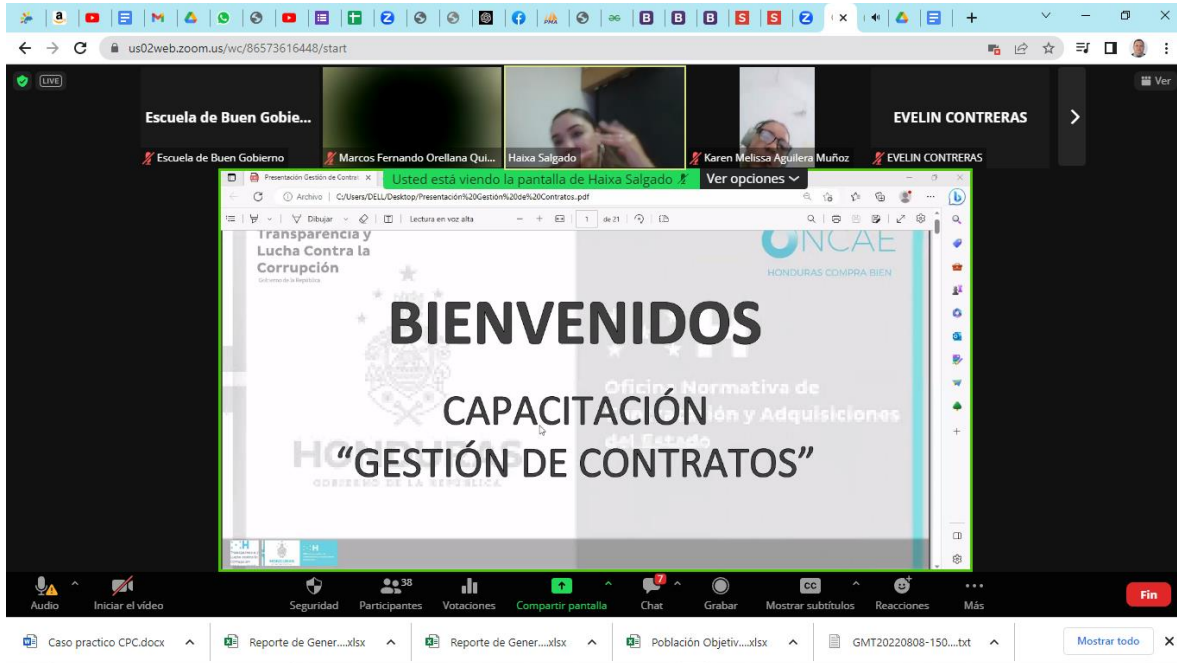 us02web.zoom.us/wc/86573616448/start
LIVE
Ver
Escuela de Buen Gobie...
EVELIN CONTRERAS
Escuela de Buen Gobierno
Marcos Fernando Orellana Qui...
Haixa Salgado
Karen Melissa Aguilera Muñoz
EVELIN CONTRERAS
Presentación Gestión de Contra
Usted está viendo la pantalla de Haixa Salgado
Ver opciones
Archivo
C:/Users/DELL/Desktop/Presentación%20Gestión%20de%20Contratos.pdf
Dibujar
Lectura en voz alta
1
de 21
Transparencia y
Lucha Contra la
Corrupción
Gobierno de la República
ONCAE
HONDURAS COMPRA BIEN
BIENVENIDOS
Oficina Normativa de
Contratación y Adquisiciones
del Estado
CAPACITACIÓN
HONDURAS
GOBIERNO DE LA REPÚBLICA
“GESTIÓN DE CONTRATOS”
Audio
Iniciar el vídeo
Seguridad
Participantes
38
Votaciones
Compartir pantalla
Chat
7
Grabar
CC
Mostrar subtítulos
Reacciones
Más
Fin
Caso practico CPC.docx
Reporte de Gener....xlsx
Reporte de Gener....xlsx
Población Objetiv....xlsx
GMT20220808-150....txt
Mostrar todo